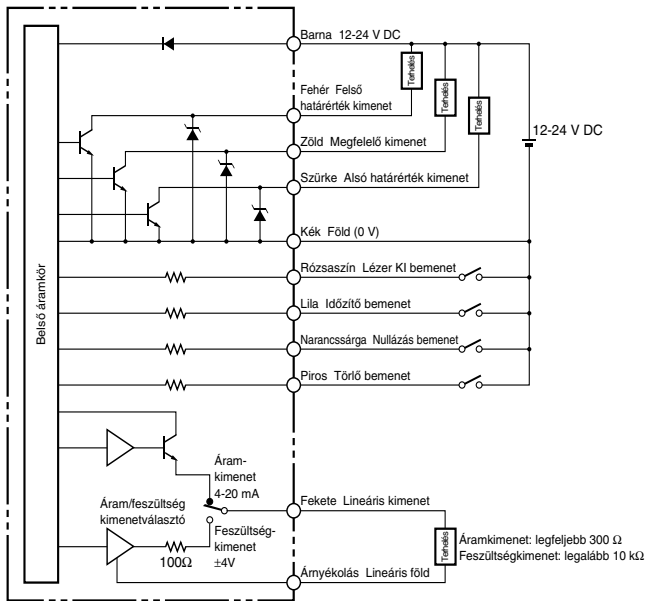 Barna 12-24 V DC
Terhelés
Terhelés
Terhelés
Fehér Felső
határérték kimenet
Zöld Megfelelő kimenet
12-24 V DC
Szürke Alsó határérték kimenet
Kék Föld (0 V)
Belső áramkör
Rózsaszín Lézer KI bemenet
Lila Időzítő bemenet
Narancssárga Nullázás bemenet
Piros Törlő bemenet
Áram-
kimenet
4-20 mA
Áram/feszültség
kimenetválasztó
Fekete Lineáris kimenet
Feszültség-
kimenet
±4V
100Ω
Terhelés
Áramkimenet: legfeljebb 300 Ω
Feszültségkimenet: legalább 10 kΩ
Árnyékolás Lineáris föld